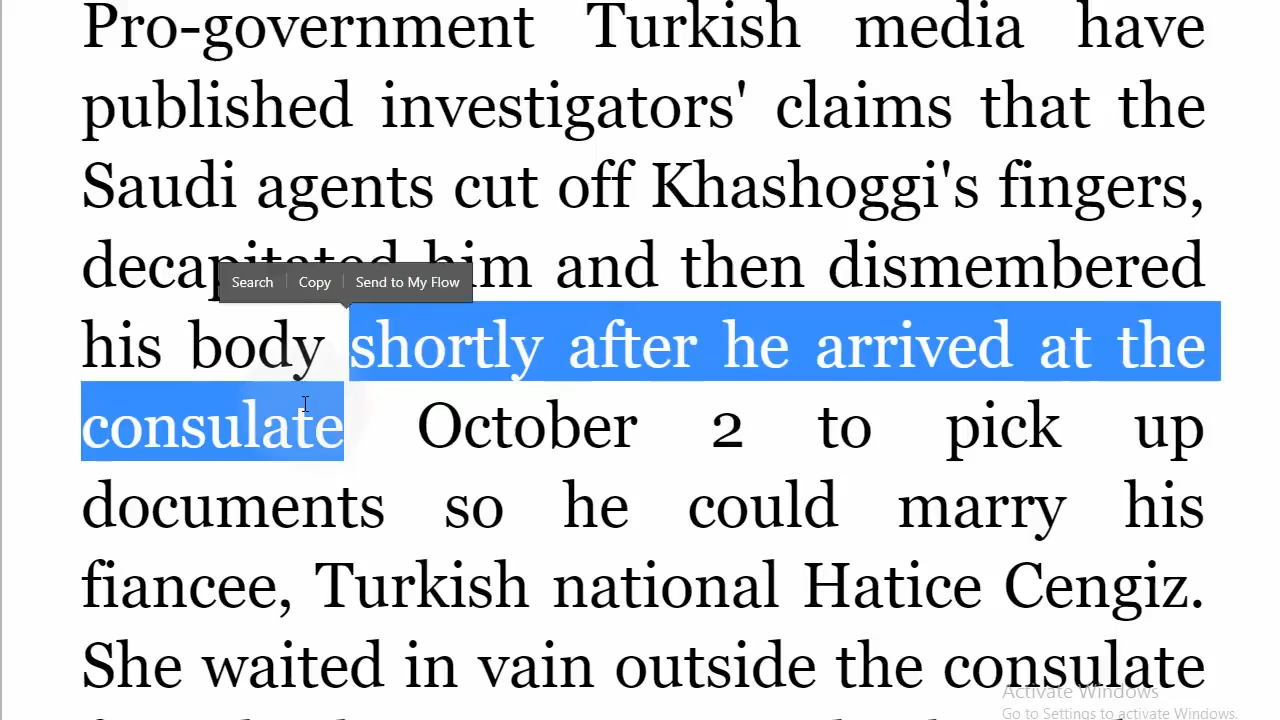 Pro-government Turkish media have
published investigators' claims that the
Saudi agents cut off Khashoggi's fingers,
decapitated him and then dismembered
Search Copy Send to My Flow
his body shortly after he arrived at the
consulate October 2 to pick up
documents so he could marry his
fiancee, Turkish national Hatice Cengiz.
She waited in vain outside the consulate
Activate Windows
Go to Settings to activate Windows.